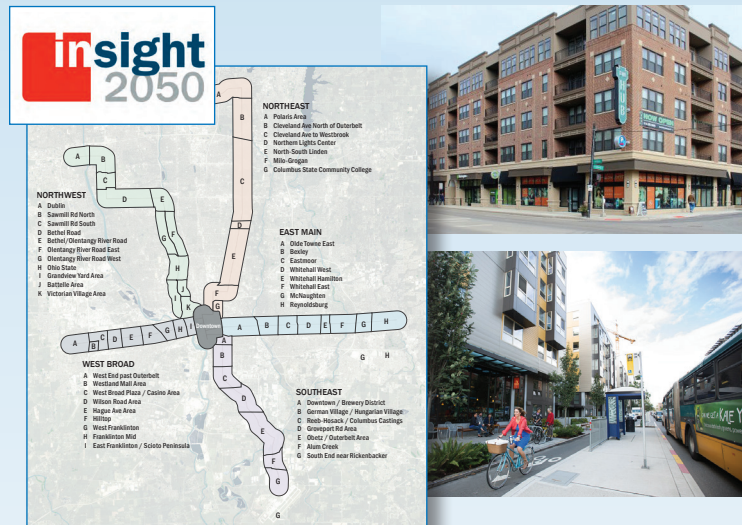 insight
2050
NORTHEAST
A Polaris Area
B Cleveland Ave North of Outerbelt
C Cleveland Ave to Westbrook
D Northern Lights Center
E North-South Linden
F Milo-Grogan
G Columbus State Community College
NORTHWEST
A Dublin
B Sawmill Rd North
C Sawmill Rd South
D Bethel Road
E Bethel/Olentangy River Road
F Olentangy River Road East
G Olentangy River Road West
H Ohio State
I Grandview Yard Area
J Battelle Area
K Victorian Village Area
EAST MAIN
A Olde Towne East
B Bexley
C Eastmoor
D Whitehall West
E Whitehall Hamilton
F Whitehall East
G McNaughten
H Reynoldsburg
WEST BROAD
A West End past Outerbelt
B Westland Mall Area
C West Broad Plaza / Casino Area
D Wilson Road Area
E Hague Ave Area
F Hilltop
G West Franklinton
H Franklinton Mid
I East Franklinton / Scioto Peninsula
SOUTHEAST
A Downtown / Brewery District
B German Village / Hungarian Village
C Reeb-Hosack / Columbus Castings
D Groveport Rd Area
E Obetz / Outerbelt Area
F Alum Creek
G South End near Rickenbacker
A
B
C
D
E
F
G
A
B
C
D
E
F
G
H
J
I
K
Downtown
A
B
C
D
E
F
G
H
I
A
B
C
D
E
F
G
H
G
H
A
B
C
D
E
F
G
G
NOW OPEN